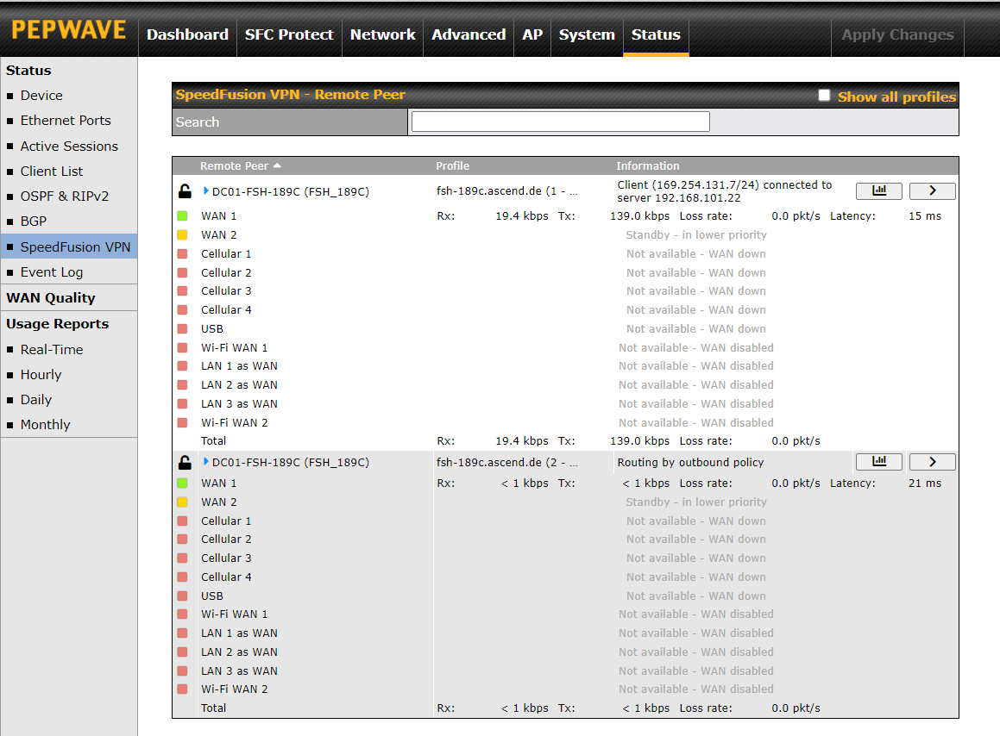 PEPWAVE
Dashboard SFC Protect Network Advanced AP System Status Apply Changes
Status
Device
Ethernet Ports
Active Sessions
Client List
OSPF & RIPv2
BGP
SpeedFusion VPN
Event Log
WAN Quality
Usage Reports
Real-Time
Hourly
Daily
Monthly
SpeedFusion VPN - Remote Peer Show all profiles
Search
Remote Peer Profile Information
DC01-FSH-189C (FSH_189C) fsh-189c.ascend.de (1 - ... Client (169.254.131.7/24) connected to
server 192.168.101.22
WAN 1 Rx: 19.4 kbps Tx: 139.0 kbps Loss rate: 0.0 pkt/s Latency: 15 ms
WAN 2 Standby - in lower priority
Cellular 1 Not available - WAN down
Cellular 2 Not available - WAN down
Cellular 3 Not available - WAN down
Cellular 4 Not available - WAN down
USB Not available - WAN down
Wi-Fi WAN 1 Not available - WAN disabled
LAN 1 as WAN Not available - WAN disabled
LAN 2 as WAN Not available - WAN disabled
LAN 3 as WAN Not available - WAN disabled
Wi-Fi WAN 2 Not available - WAN disabled
Total Rx: 19.4 kbps Tx: 139.0 kbps Loss rate: 0.0 pkt/s
DC01-FSH-189C (FSH_189C) fsh-189c.ascend.de (2 - ... Routing by outbound policy
WAN 1 Rx: < 1 kbps Tx: < 1 kbps Loss rate: 0.0 pkt/s Latency: 21 ms
WAN 2 Standby - in lower priority
Cellular 1 Not available - WAN down
Cellular 2 Not available - WAN down
Cellular 3 Not available - WAN down
Cellular 4 Not available - WAN down
USB Not available - WAN down
Wi-Fi WAN 1 Not available - WAN disabled
LAN 1 as WAN Not available - WAN disabled
LAN 2 as WAN Not available - WAN disabled
LAN 3 as WAN Not available - WAN disabled
Wi-Fi WAN 2 Not available - WAN disabled
Total Rx: < 1 kbps Tx: < 1 kbps Loss rate: 0.0 pkt/s